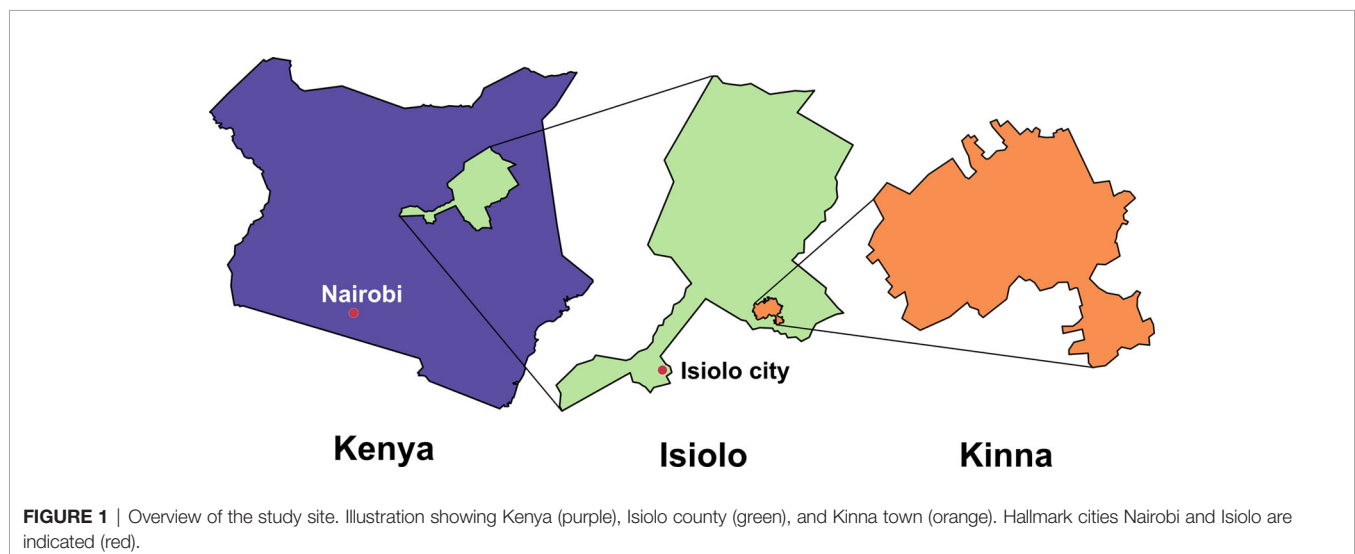 Nairobi
Isiolo city
Kenya
Isiolo
Kinna
FIGURE 1 | Overview of the study site. Illustration showing Kenya (purple), Isiolo county (green), and Kinna town (orange). Hallmark cities Nairobi and Isiolo are
indicated (red).